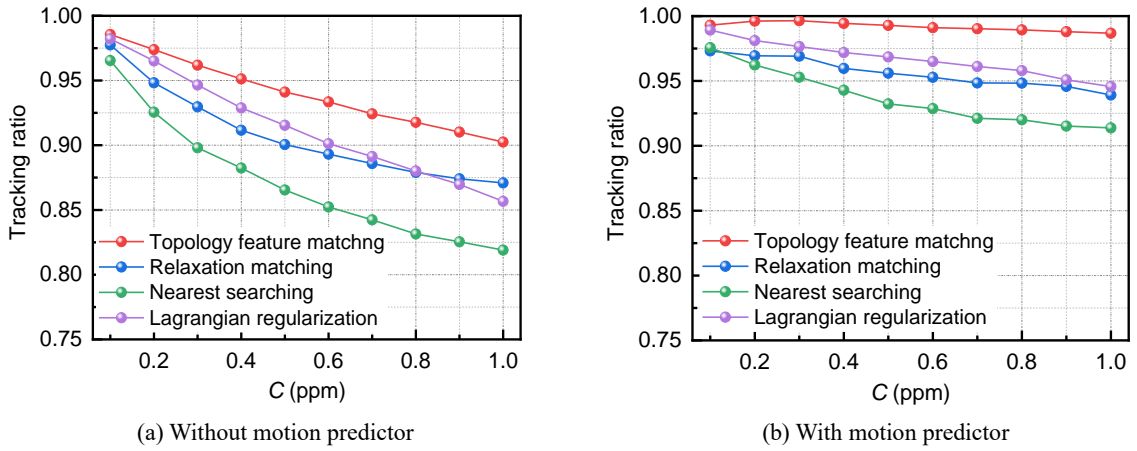 1.00
0.95
0.90
0.85
0.80
0.75
Tracking ratio
Topology feature matchng
Relaxation matching
Nearest searching
Lagrangian regularization
0.2 0.4 0.6 0.8 1.0
C (ppm)
(a) Without motion predictor
1.00
0.95
0.90
0.85
0.80
0.75
Tracking ratio
Topology feature matchng
Relaxation matching
Nearest searching
Lagrangian regularization
0.2 0.4 0.6 0.8 1.0
C (ppm)
(b) With motion predictor